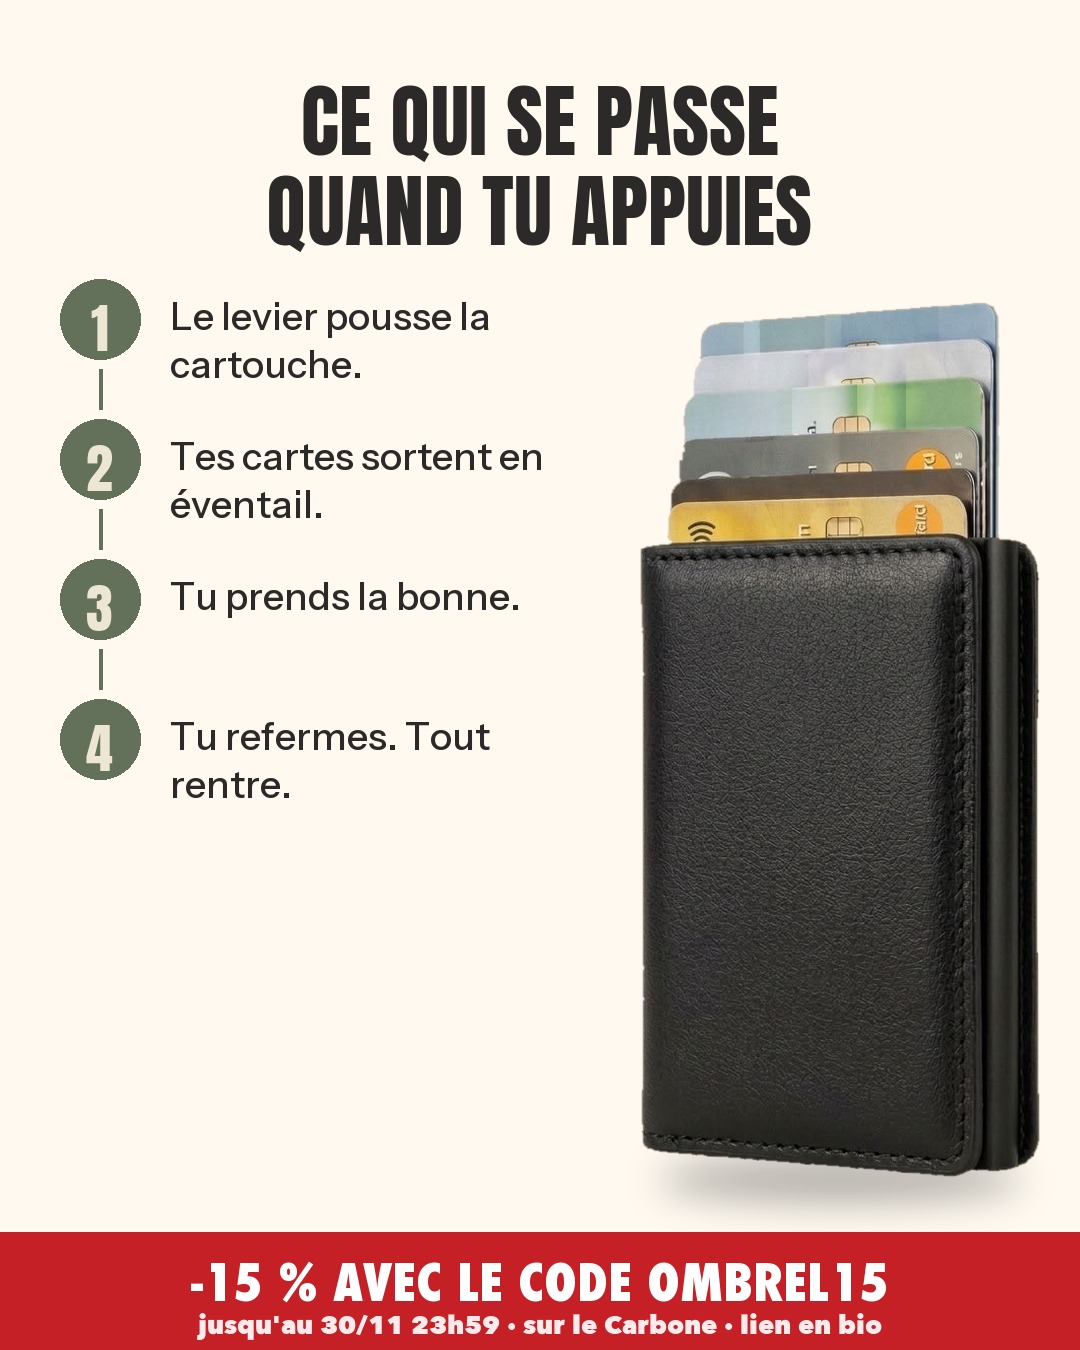 CE QUI SE PASSE
QUAND TU APPUIES
1
Le levier pousse la
cartouche.
2
Tes cartes sortent en
éventail.
3
Tu prends la bonne.
4
Tu refermes. Tout
rentre.
-15 % AVEC LE CODE OMBREL15
jusqu'au 30/11 23h59 • sur le Carbone • lien en bio